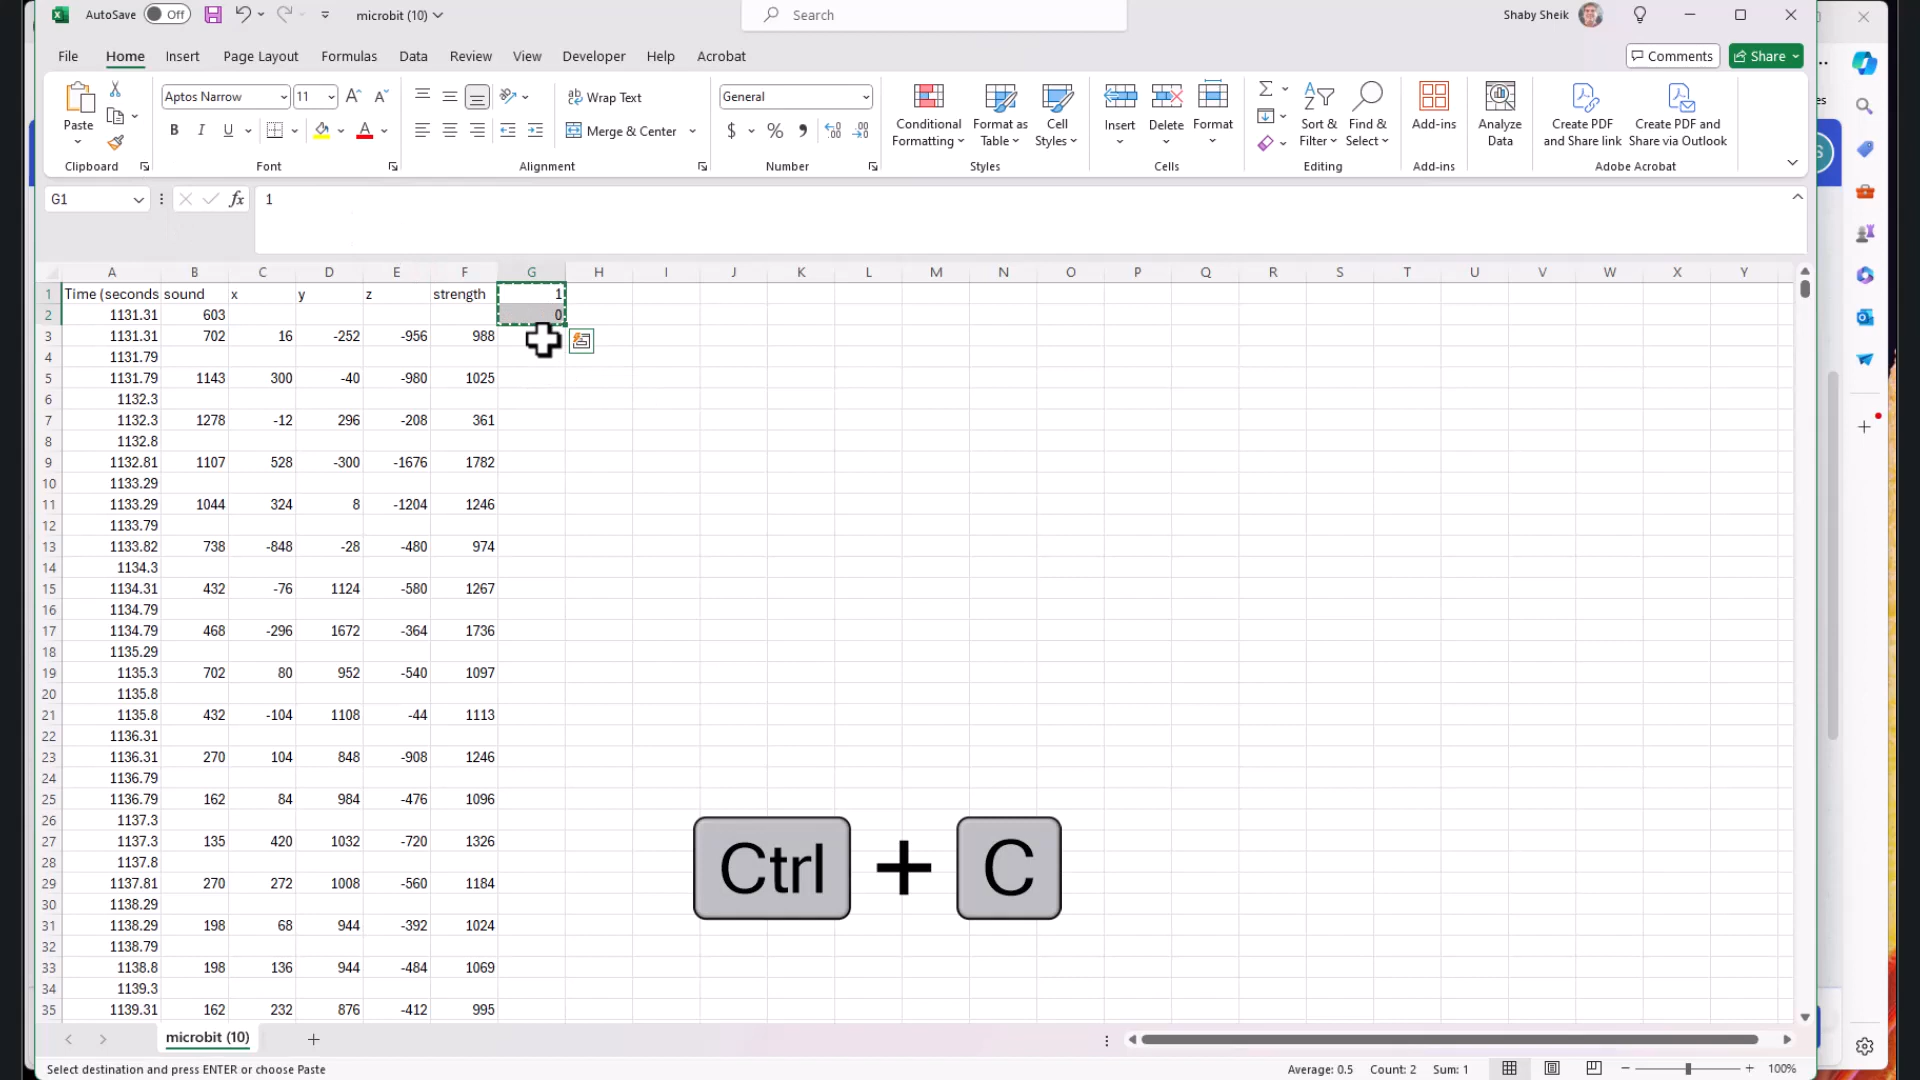 AutoSave Off microbit (10) Search Shaby Sheik
File Home Insert Page Layout Formulas Data Review View Developer Help Acrobat Comments Share
Paste Aptos Narrow 11 Wrap Text General Conditional Formatting Format as Table Cell Styles Insert Delete Format Sort & Filter Find & Select Add-ins Analyze Data Create PDF and Share link Create PDF and Share via Outlook
B I U Merge & Center $ %
Clipboard Font Alignment Number Styles Cells Editing Add-ins Adobe Acrobat
G1 fx 1
A B C D E F G H I J K L M N O P Q R S T U V W X Y
1 Time (seconds sound x y z strength 1
2 1131.31 603 0
3 1131.31 702 16 -252 -956 988
4 1131.79
5 1131.79 1143 300 -40 -980 1025
6 1132.3
7 1132.3 1278 -12 296 -208 361
8 1132.8
9 1132.81 1107 528 -300 -1676 1782
10 1133.29
11 1133.29 1044 324 8 -1204 1246
12 1133.79
13 1133.82 738 -848 -28 -480 974
14 1134.3
15 1134.31 432 -76 1124 -580 1267
16 1134.79
17 1134.79 468 -296 1672 -364 1736
18 1135.29
19 1135.3 702 80 952 -540 1097
20 1135.8
21 1135.8 432 -104 1108 -44 1113
22 1136.31
23 1136.31 270 104 848 -908 1246
24 1136.79
25 1136.79 162 84 984 -476 1096
26 1137.3
27 1137.3 135 420 1032 -720 1326
28 1137.8
29 1137.81 270 272 1008 -560 1184
30 1138.29
31 1138.29 198 68 944 -392 1024
32 1138.79
33 1138.8 198 136 944 -484 1069
34 1139.3
35 1139.31 162 232 876 -412 995
Ctrl + C
microbit (10)
Select destination and press ENTER or choose Paste Average: 0.5 Count: 2 Sum: 1 100%